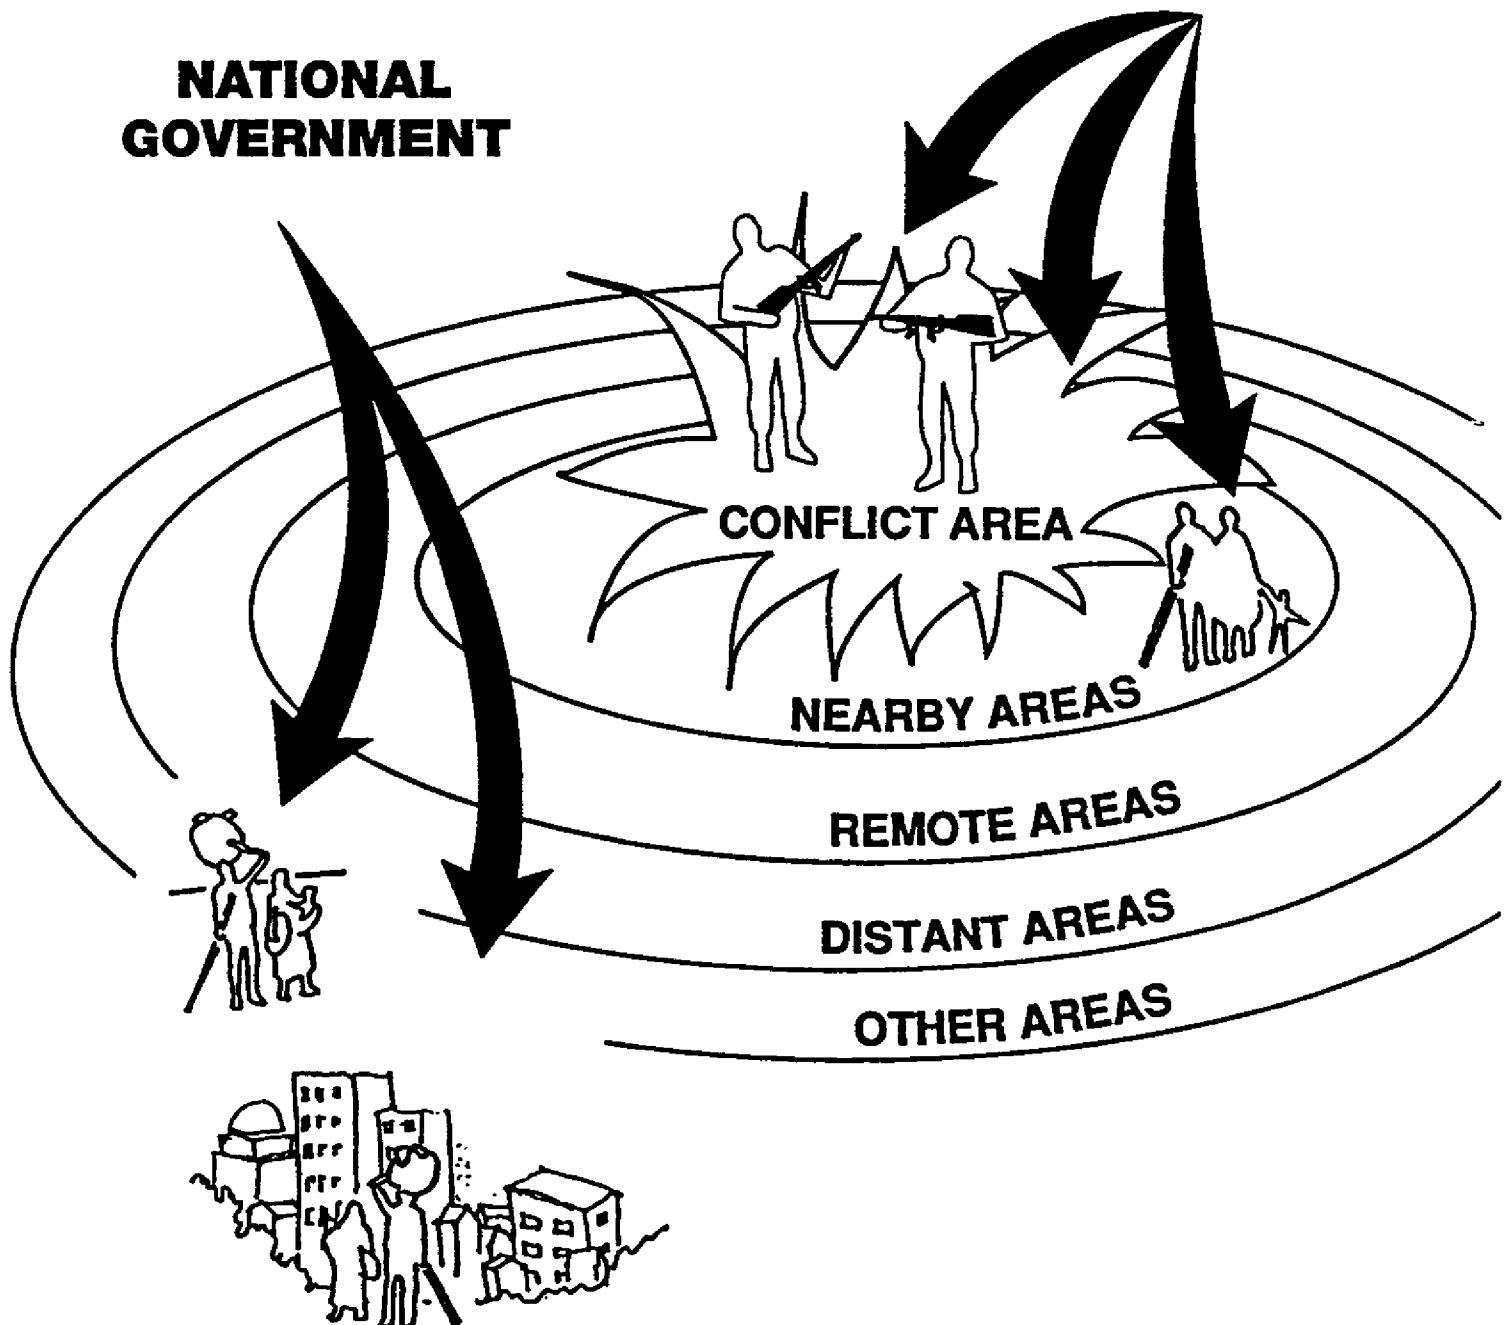 NATIONAL
GOVERNMENT
CONFLICT AREA
NEARBY AREAS
REMOTE AREAS
DISTANT AREAS
OTHER AREAS